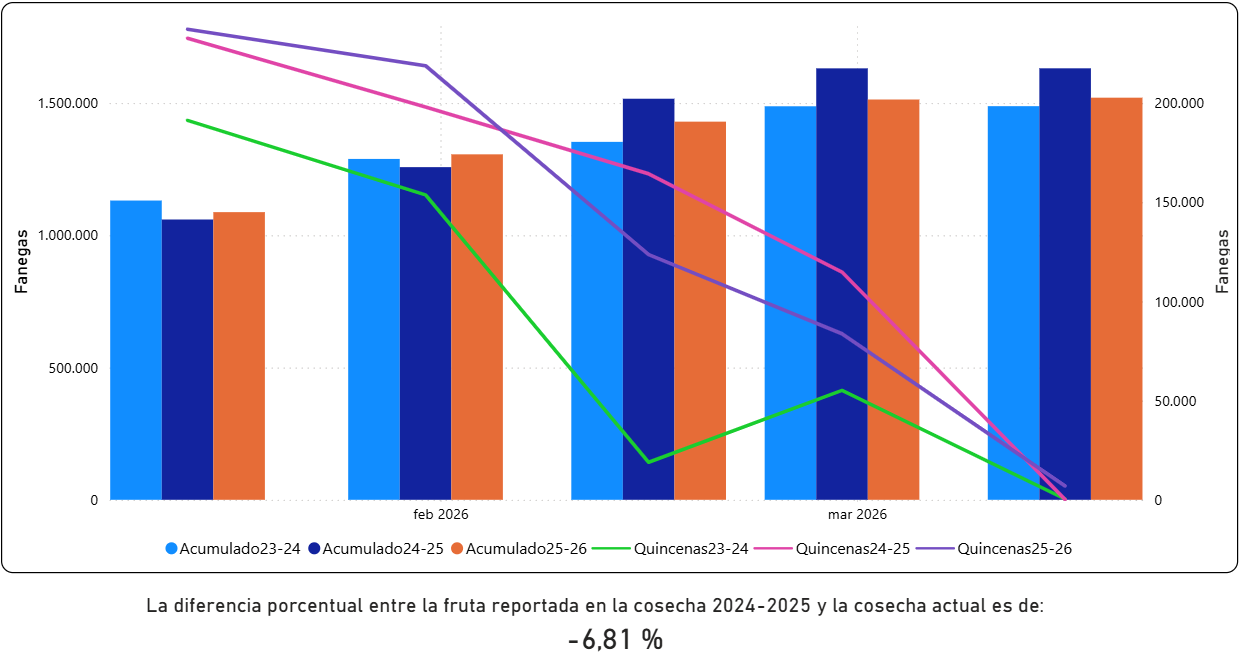 1.500.000
1.000.000
500.000
0
Fanegas
200.000
150.000
100.000
50.000
0
Fanegas
feb 2026
mar 2026
Acumulado23-24 Acumulado24-25 Acumulado25-26 Quincenas23-24 Quincenas24-25 Quincenas25-26
La diferencia porcentual entre la fruta reportada en la cosecha 2024-2025 y la cosecha actual es de:
-6,81 %